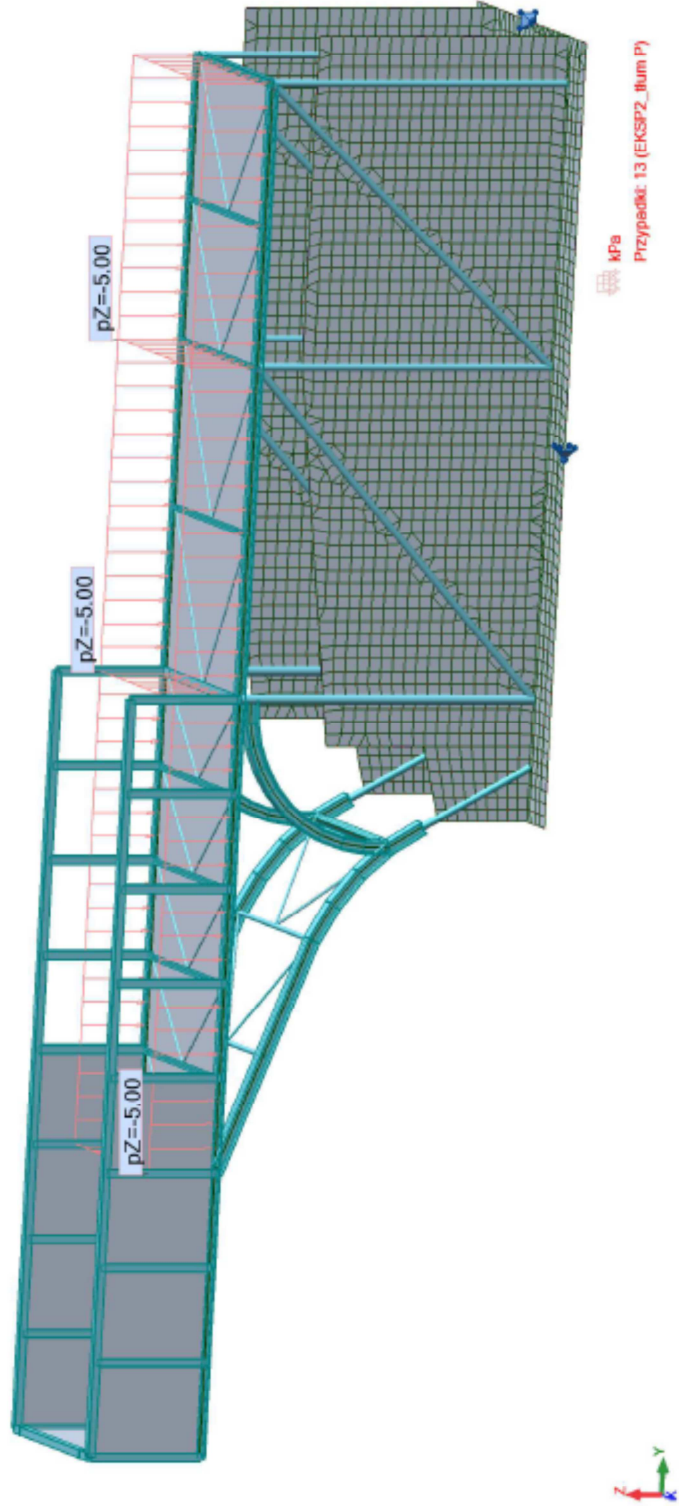 pZ=-5.00
pZ=-5.00
pZ=-5.00
kPa
Przypadki: 13 (EKSP2_tłum P)
Z
Y
X